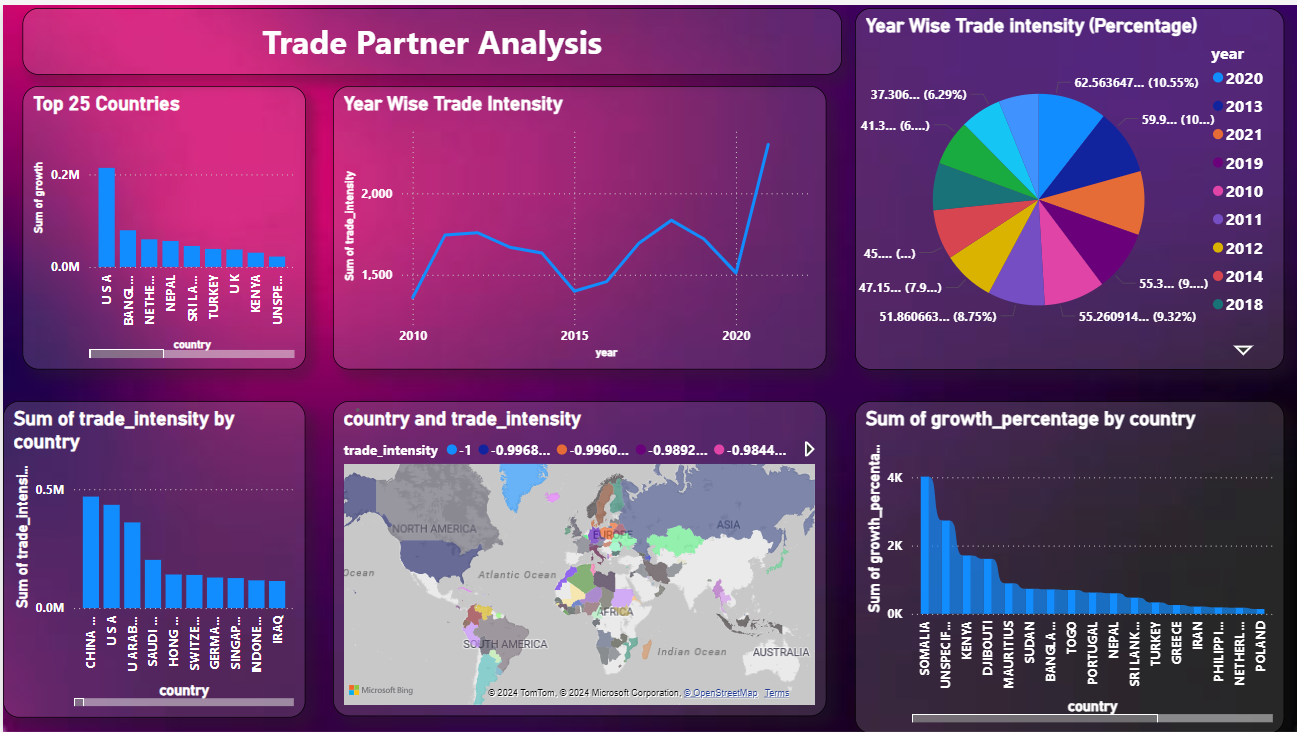 Trade Partner Analysis
Top 25 Countries
Sum of growth
0.2M
0.0M
U S A
BANGL...
NETHE...
NEPAL
SRI LA...
TURKEY
U K
KENYA
UNSPE...
country
Year Wise Trade Intensity
Sum of trade_intensity
2,000
1,500
2010
2015
2020
year
Year Wise Trade intensity (Percentage)
62.563647... (10.55%)
59.9... (10...)
55.3... (9....)
55.260914... (9.32%)
51.860663... (8.75%)
47.15... (7.9...)
45.... (...)
41.3... (6....)
37.306... (6.29%)
year
2020
2013
2021
2019
2010
2011
2012
2014
2018
Sum of trade_intensity by
country
Sum of trade_intensi...
0.5M
0.0M
CHINA ...
U S A
U ARAB...
SAUDI ...
HONG ...
SWITZE...
GERMA...
SINGAP...
INDONE...
IRAQ
country
country and trade_intensity
trade_intensity -1 -0.9968... -0.9960... -0.9892... -0.9844...
NORTH AMERICA
EUROPE
ASIA
Ocean
Atlantic Ocean
AFRICA
SOUTH AMERICA
Indian Ocean
AUSTRALIA
Microsoft Bing
© 2024 TomTom, © 2024 Microsoft Corporation, © OpenStreetMap Terms
Sum of growth_percentage by country
Sum of growth_percenta...
4K
2K
0K
SOMALIA
UNSPECIF...
KENYA
DJIBOUTI
MAURITIUS
SUDAN
BANGLA...
TOGO
PORTUGAL
NEPAL
SRI LANK...
TURKEY
GREECE
IRAN
PHILIPPI...
NETHERL...
POLAND
country